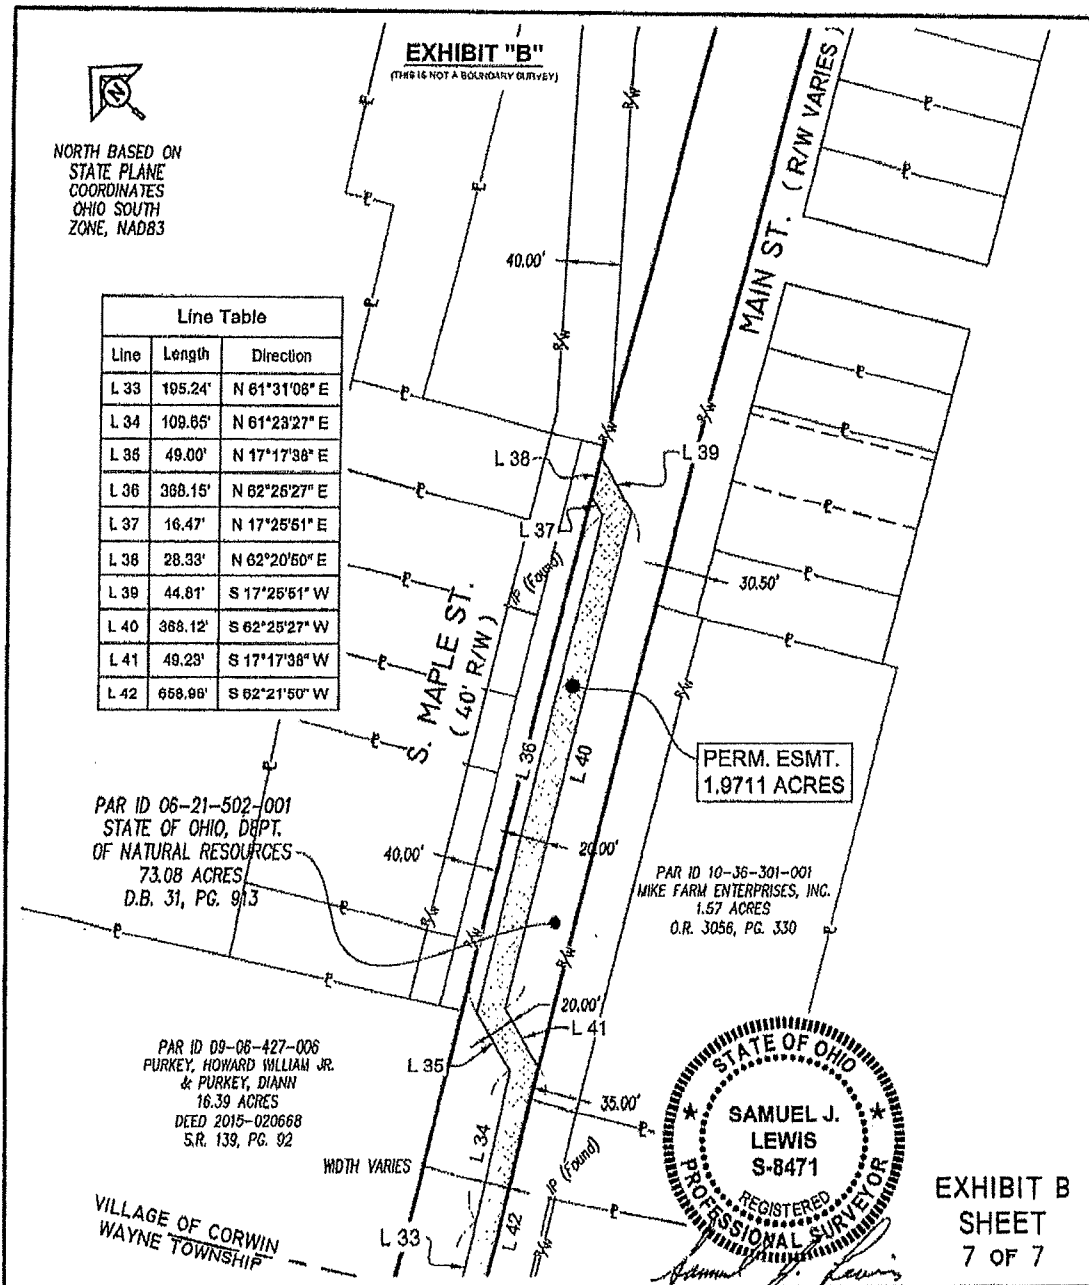 EXHIBIT "B"
(THIS IS NOT A BOUNDARY SURVEY)
N
NORTH BASED ON
STATE PLANE
COORDINATES
OHIO SOUTH
ZONE, NAD83
MAIN ST. ( R/W VARIES )
40.00'
Line Table
Line Length Direction
L 33 195.24' N 61°31'06" E
L 34 109.65' N 61°23'27" E
L 35 49.00' N 17°17'38" E
L 36 368.15' N 62°25'27" E
L 37 16.47' N 17°25'51" E
L 38 28.33' N 62°20'50" E
L 39 44.81' S 17°25'51" W
L 40 368.12' S 62°25'27" W
L 41 49.23' S 17°17'38" W
L 42 658.96' S 62°21'50" W
L 38
L 39
L 37
IP (Found)
30.50'
S. MAPLE ST.
( 40' R/W )
L 36
L 40
PERM. ESMT.
1.9711 ACRES
PAR ID 06-21-502-001
STATE OF OHIO, DEPT.
OF NATURAL RESOURCES
73.08 ACRES
D.B. 31, PG. 913
40.00'
20.00'
PAR ID 10-36-301-001
MIKE FARM ENTERPRISES, INC.
1.57 ACRES
O.R. 3056, PG. 330
R/W
20.00'
L 41
L 35
PAR ID 09-06-427-006
PURKEY, HOWARD WILLIAM JR.
& PURKEY, DIANN
16.39 ACRES
DEED 2015-020668
S.R. 139, PG. 92
35.00'
L 34
WIDTH VARIES
IP (Found)
VILLAGE OF CORWIN
WAYNE TOWNSHIP
L 33
L 42
STATE OF OHIO
SAMUEL J.
LEWIS
S-8471
REGISTERED
PROFESSIONAL SURVEYOR
Samuel J. Lewis
EXHIBIT B
SHEET
7 OF 7